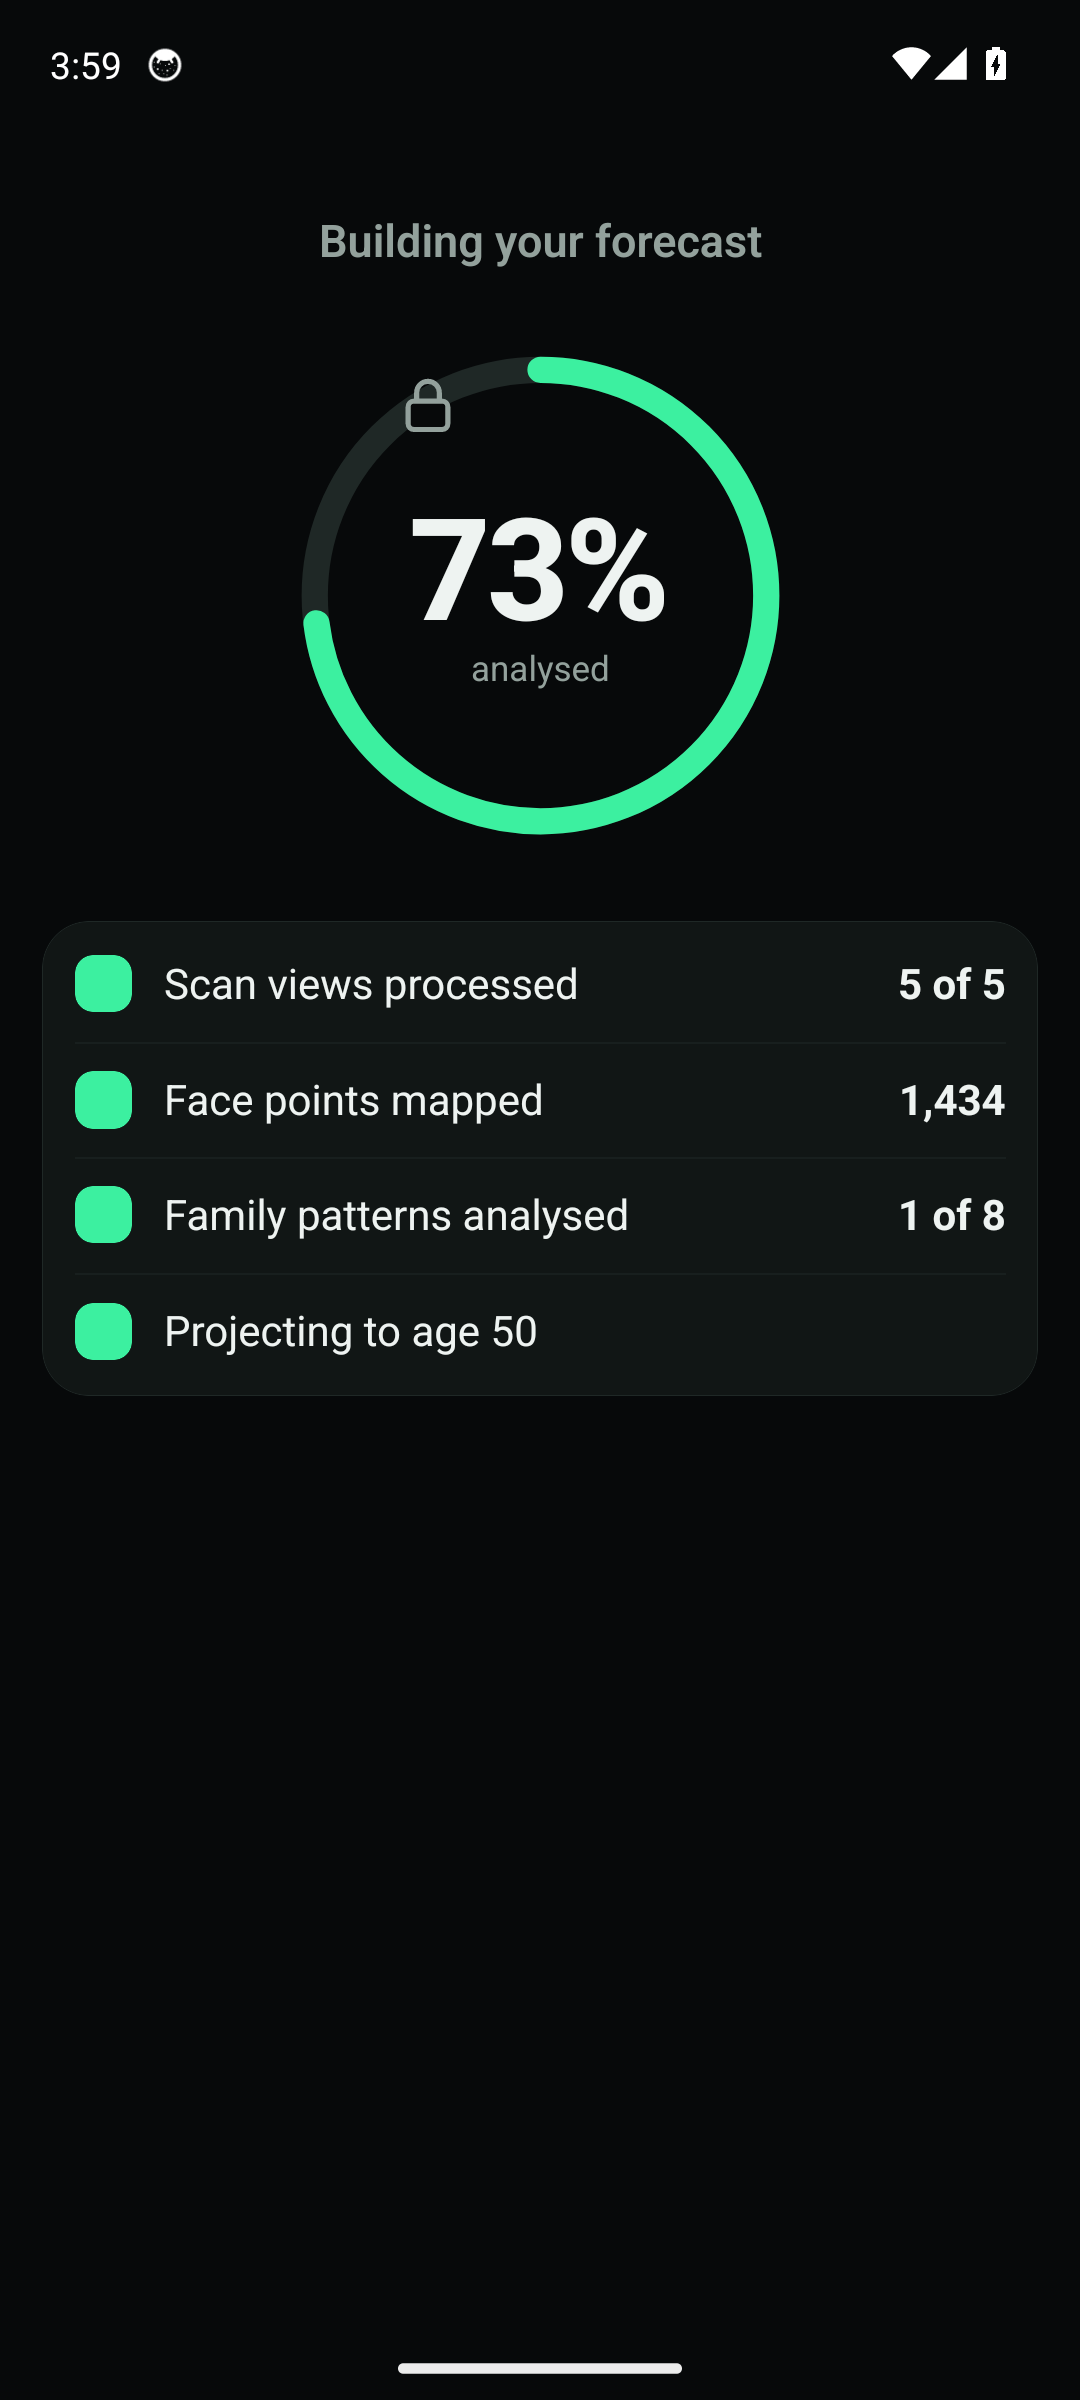 3:59
Building your forecast
73%
analysed
Scan views processed 5 of 5
Face points mapped 1,434
Family patterns analysed 1 of 8
Projecting to age 50